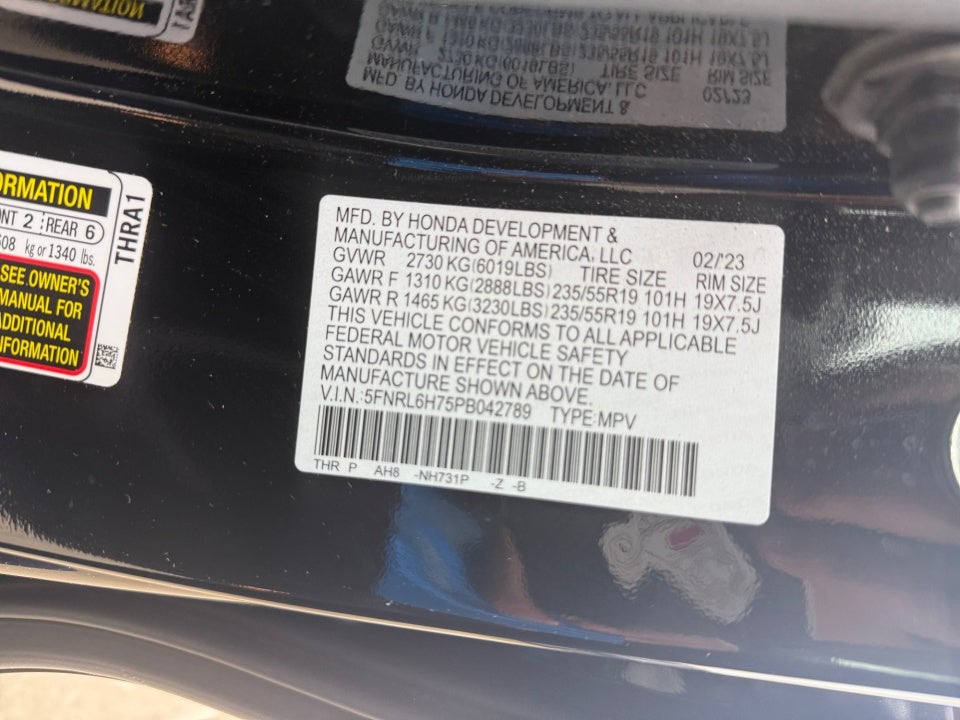 ORMATION
NT 2 REAR 6
608 kg or 1340 lbs.
SEE OWNER'S
MANUAL FOR
ADDITIONAL
INFORMATION
THRA1
MFD. BY HONDA DEVELOPMENT &
MANUFACTURING OF AMERICA, LLC 02/'23
GVWR 2730 KG(6019LBS) TIRE SIZE RIM SIZE
GAWR F 1310 KG(2888LBS) 235/55R19 101H 19X7.5J
GAWR R 1465 KG(3230LBS) 235/55R19 101H 19X7.5J
THIS VEHICLE CONFORMS TO ALL APPLICABLE
FEDERAL MOTOR VEHICLE SAFETY
STANDARDS IN EFFECT ON THE DATE OF
MANUFACTURE SHOWN ABOVE.
V.I.N.:5FNRL6H75PB042789 TYPE:MPV
THR P AH8 -NH731P -Z -B